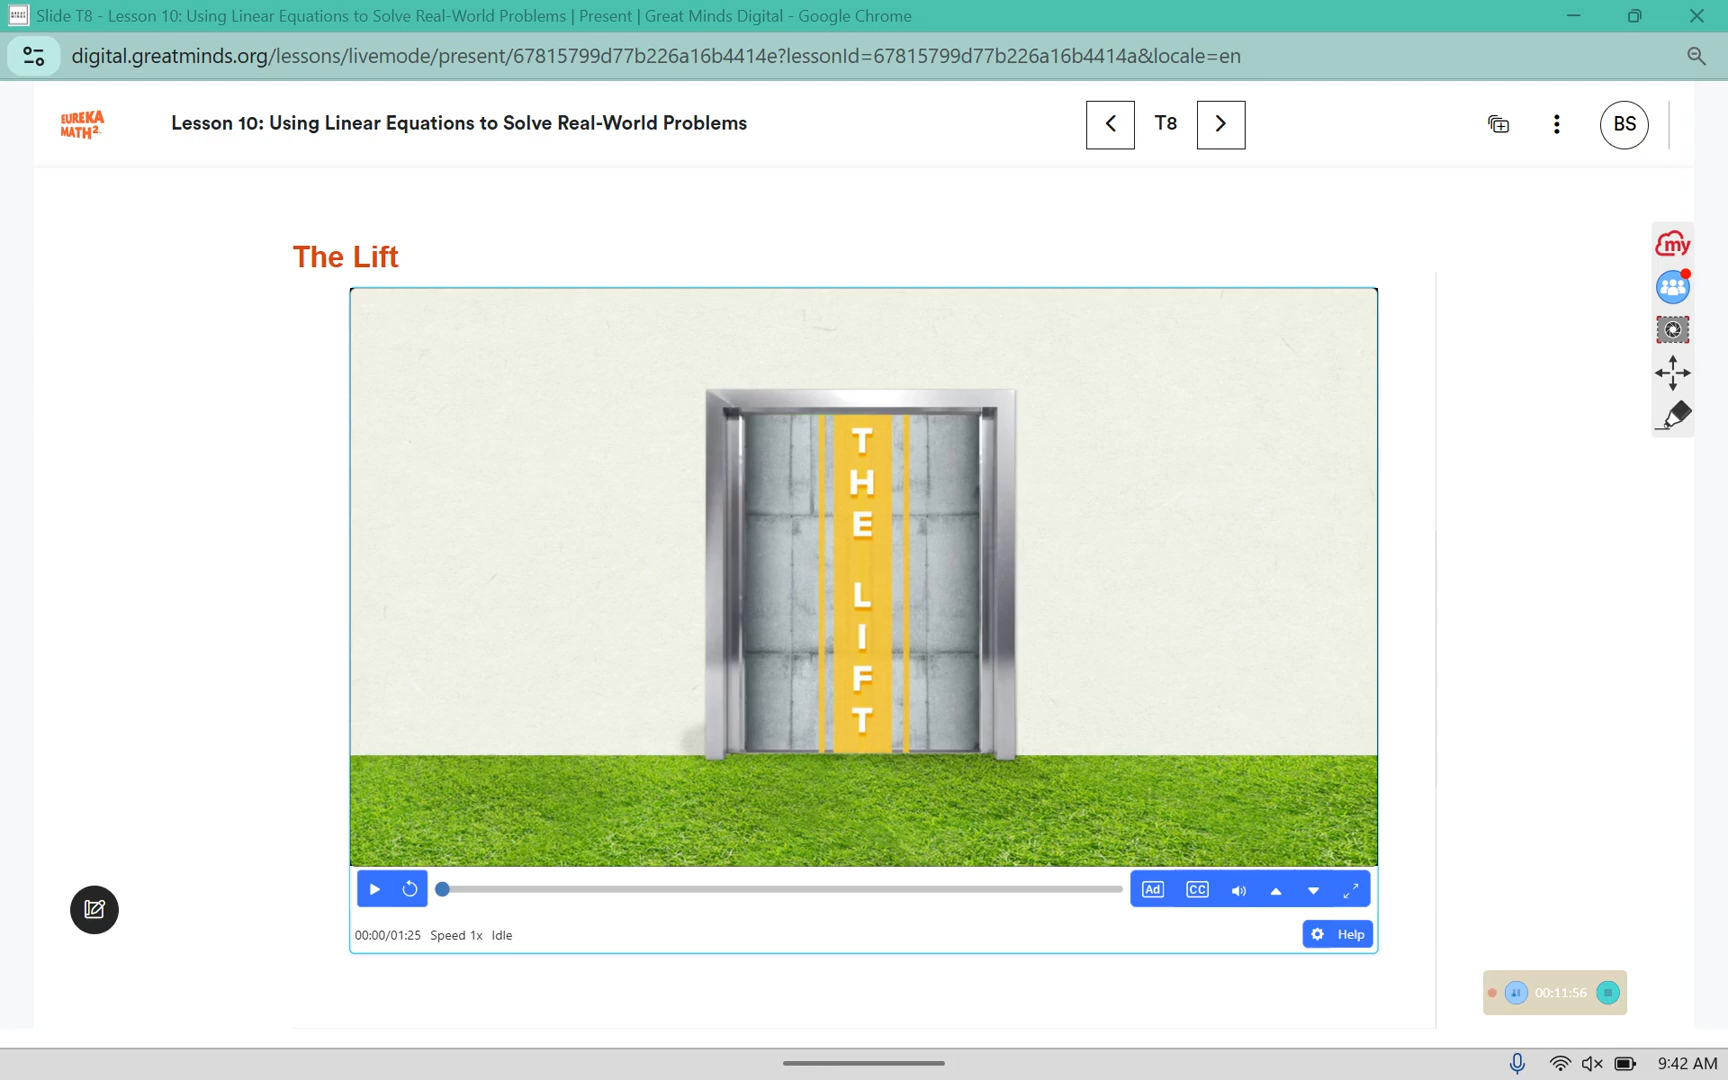 Slide T8 - Lesson 10: Using Linear Equations to Solve Real-World Problems | Present | Great Minds Digital - Google Chrome
digital.greatminds.org/lessons/livemode/present/67815799d77b226a16b4414e?lessonId=67815799d77b226a16b4414a&locale=en
EUREKA
MATH²
Lesson 10: Using Linear Equations to Solve Real-World Problems
T8
BS
my
The Lift
THE LIFT
Ad
CC
00:00/01:25 Speed 1x Idle
Help
00:11:56
9:42 AM